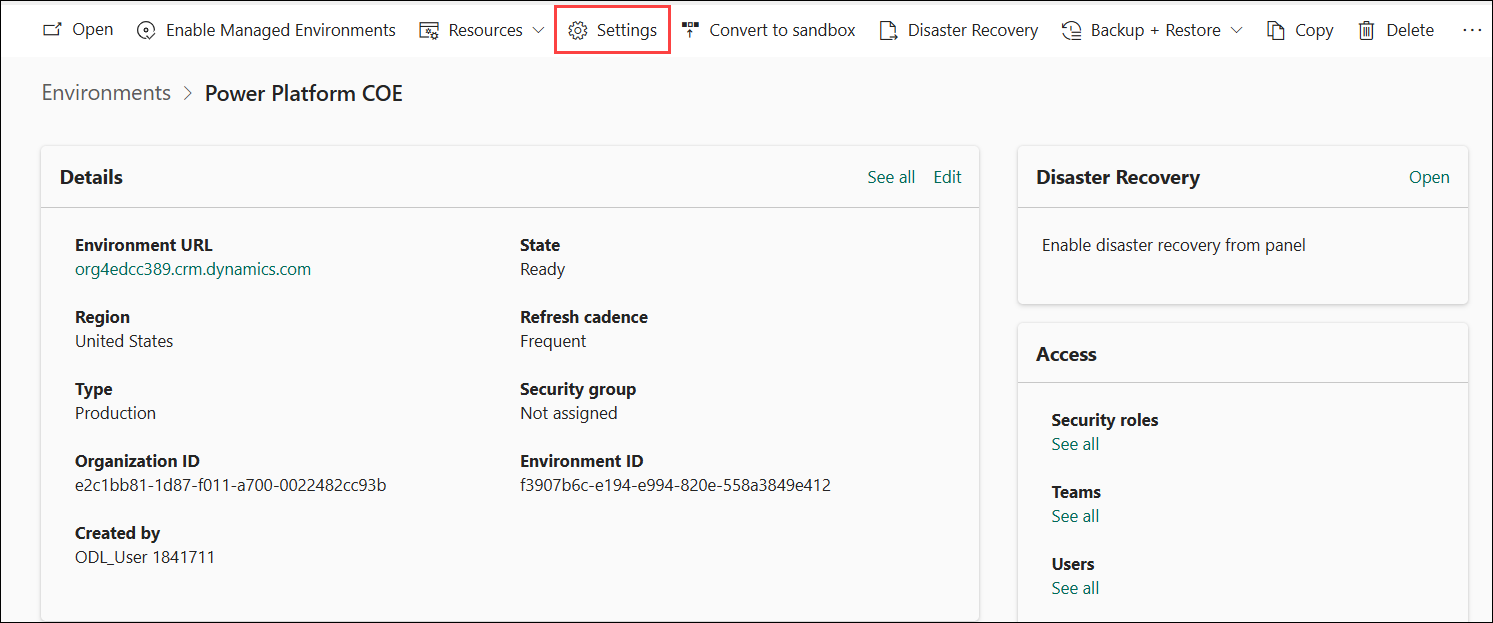 Open Enable Managed Environments Resources Settings Convert to sandbox Disaster Recovery Backup + Restore Copy Delete ...
Environments > Power Platform COE
Details See all Edit
Environment URL
org4edcc389.crm.dynamics.com
State
Ready
Region
United States
Refresh cadence
Frequent
Type
Production
Security group
Not assigned
Organization ID
e2c1bb81-1d87-f011-a700-0022482cc93b
Environment ID
f3907b6c-e194-e994-820e-558a3849e412
Created by
ODL_User 1841711
Disaster Recovery Open
Enable disaster recovery from panel
Access
Security roles
See all
Teams
See all
Users
See all